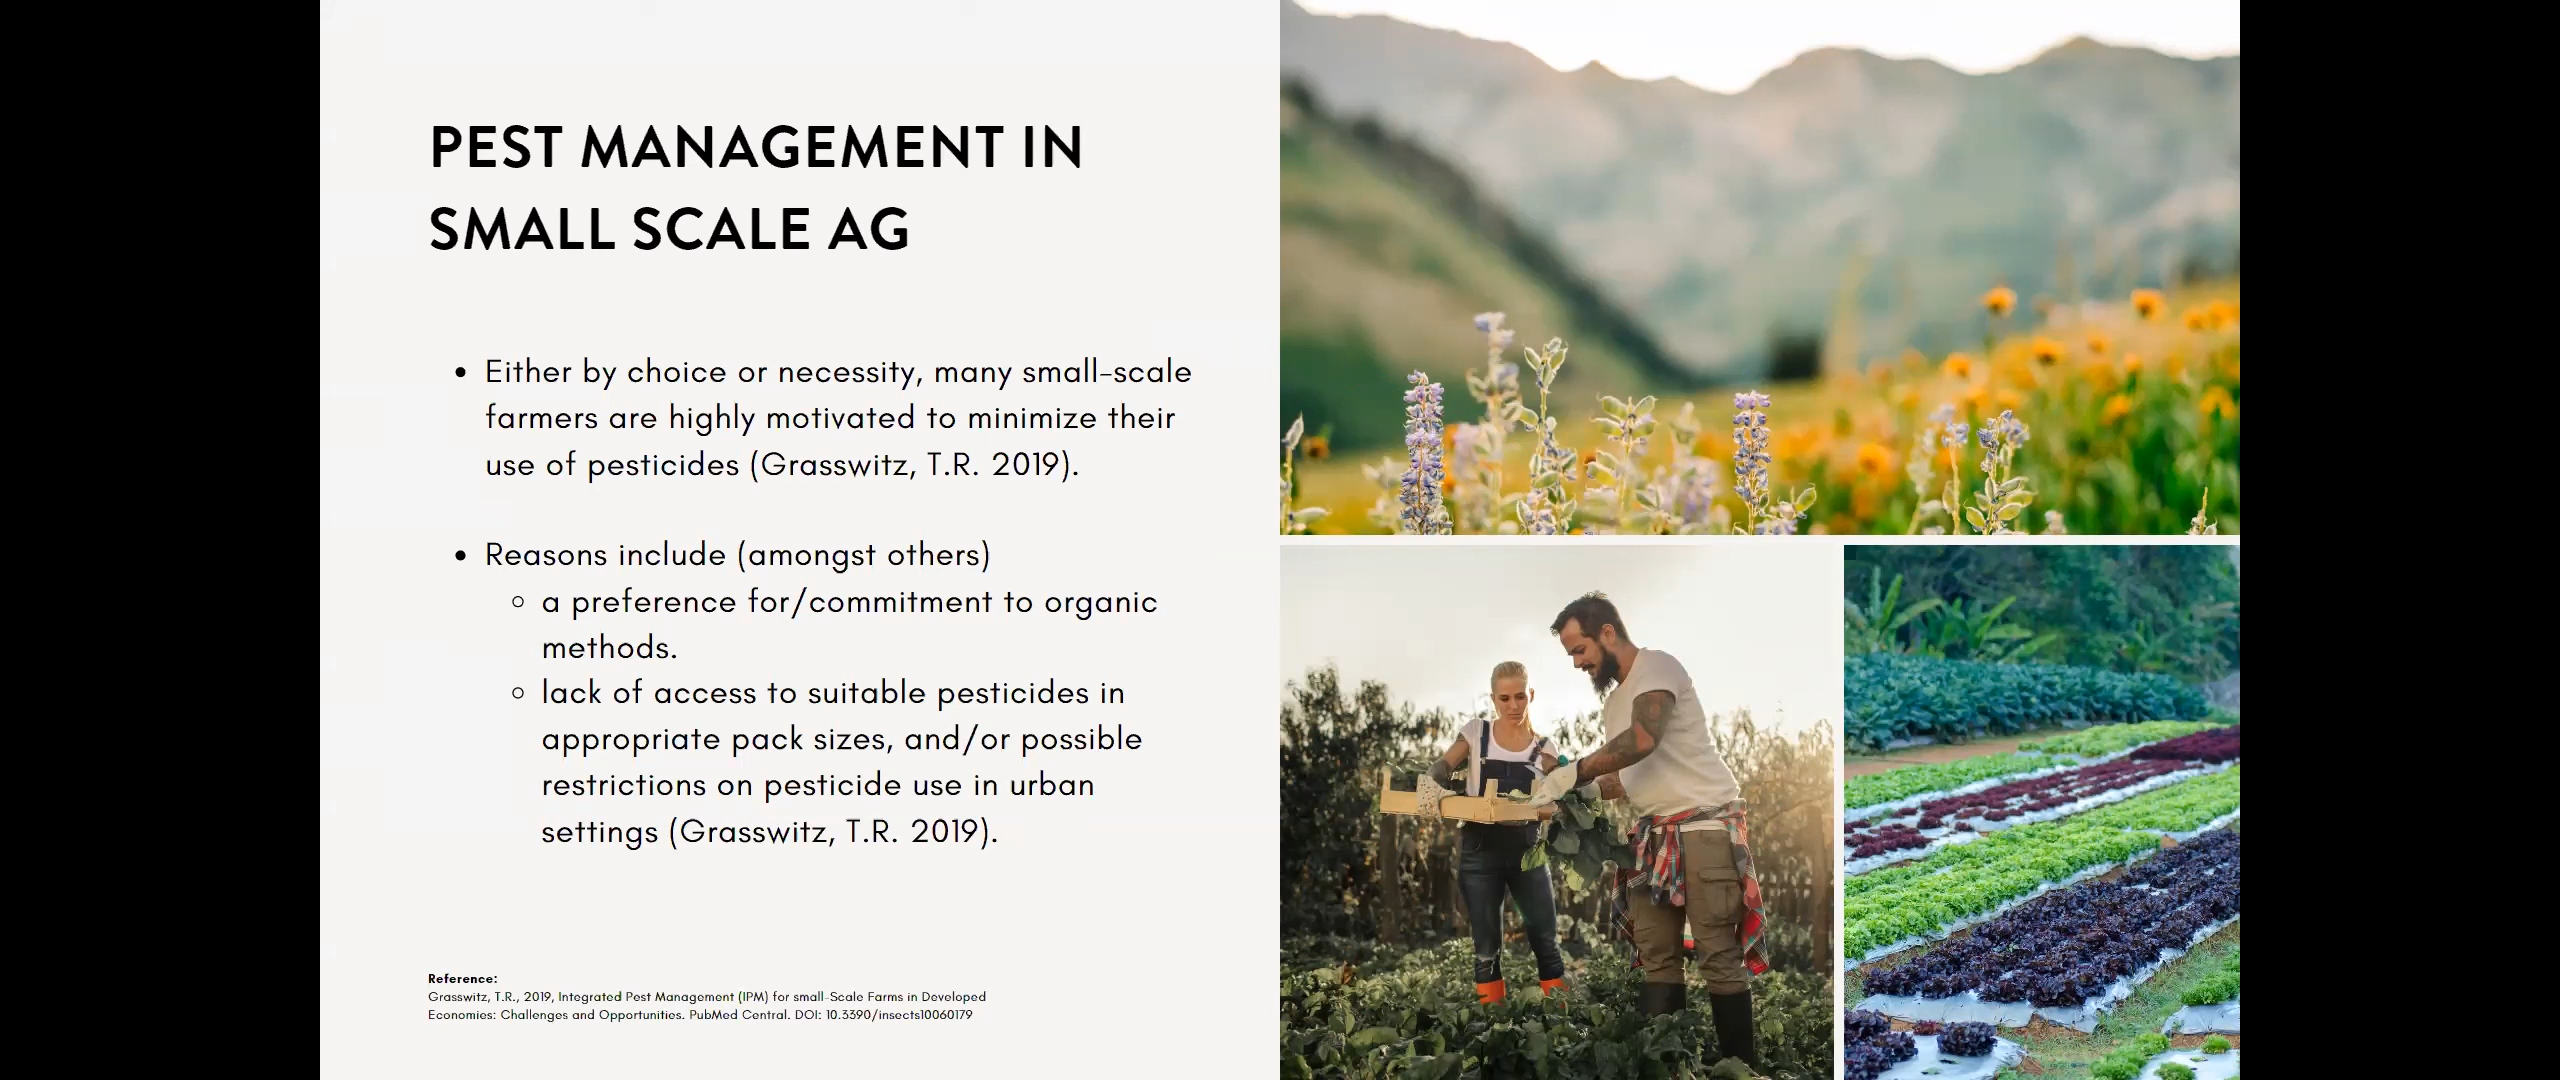 PEST MANAGEMENT IN
SMALL SCALE AG
• Either by choice or necessity, many small-scale
farmers are highly motivated to minimize their
use of pesticides (Grasswitz, T.R. 2019).
• Reasons include (amongst others)
○ a preference for/commitment to organic
methods.
○ lack of access to suitable pesticides in
appropriate pack sizes, and/or possible
restrictions on pesticide use in urban
settings (Grasswitz, T.R. 2019).
Reference:
Grasswitz, T.R., 2019, Integrated Pest Management (IPM) for small-Scale Farms in Developed
Economies: Challenges and Opportunities. PubMed Central. DOI: 10.3390/insects10060179